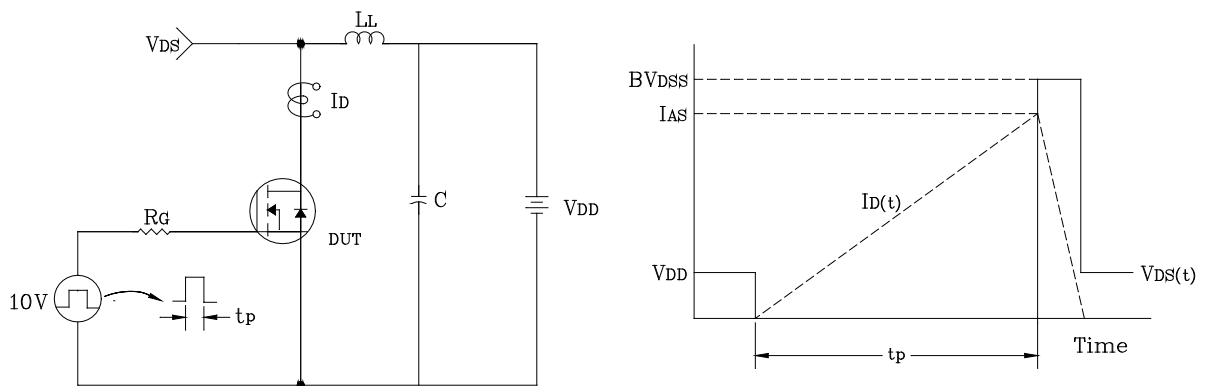 VDS
LL
ID
RG
DUT
C
VDD
10V
tp
BVDSS
IAS
ID(t)
VDD
VDS(t)
tp
Time